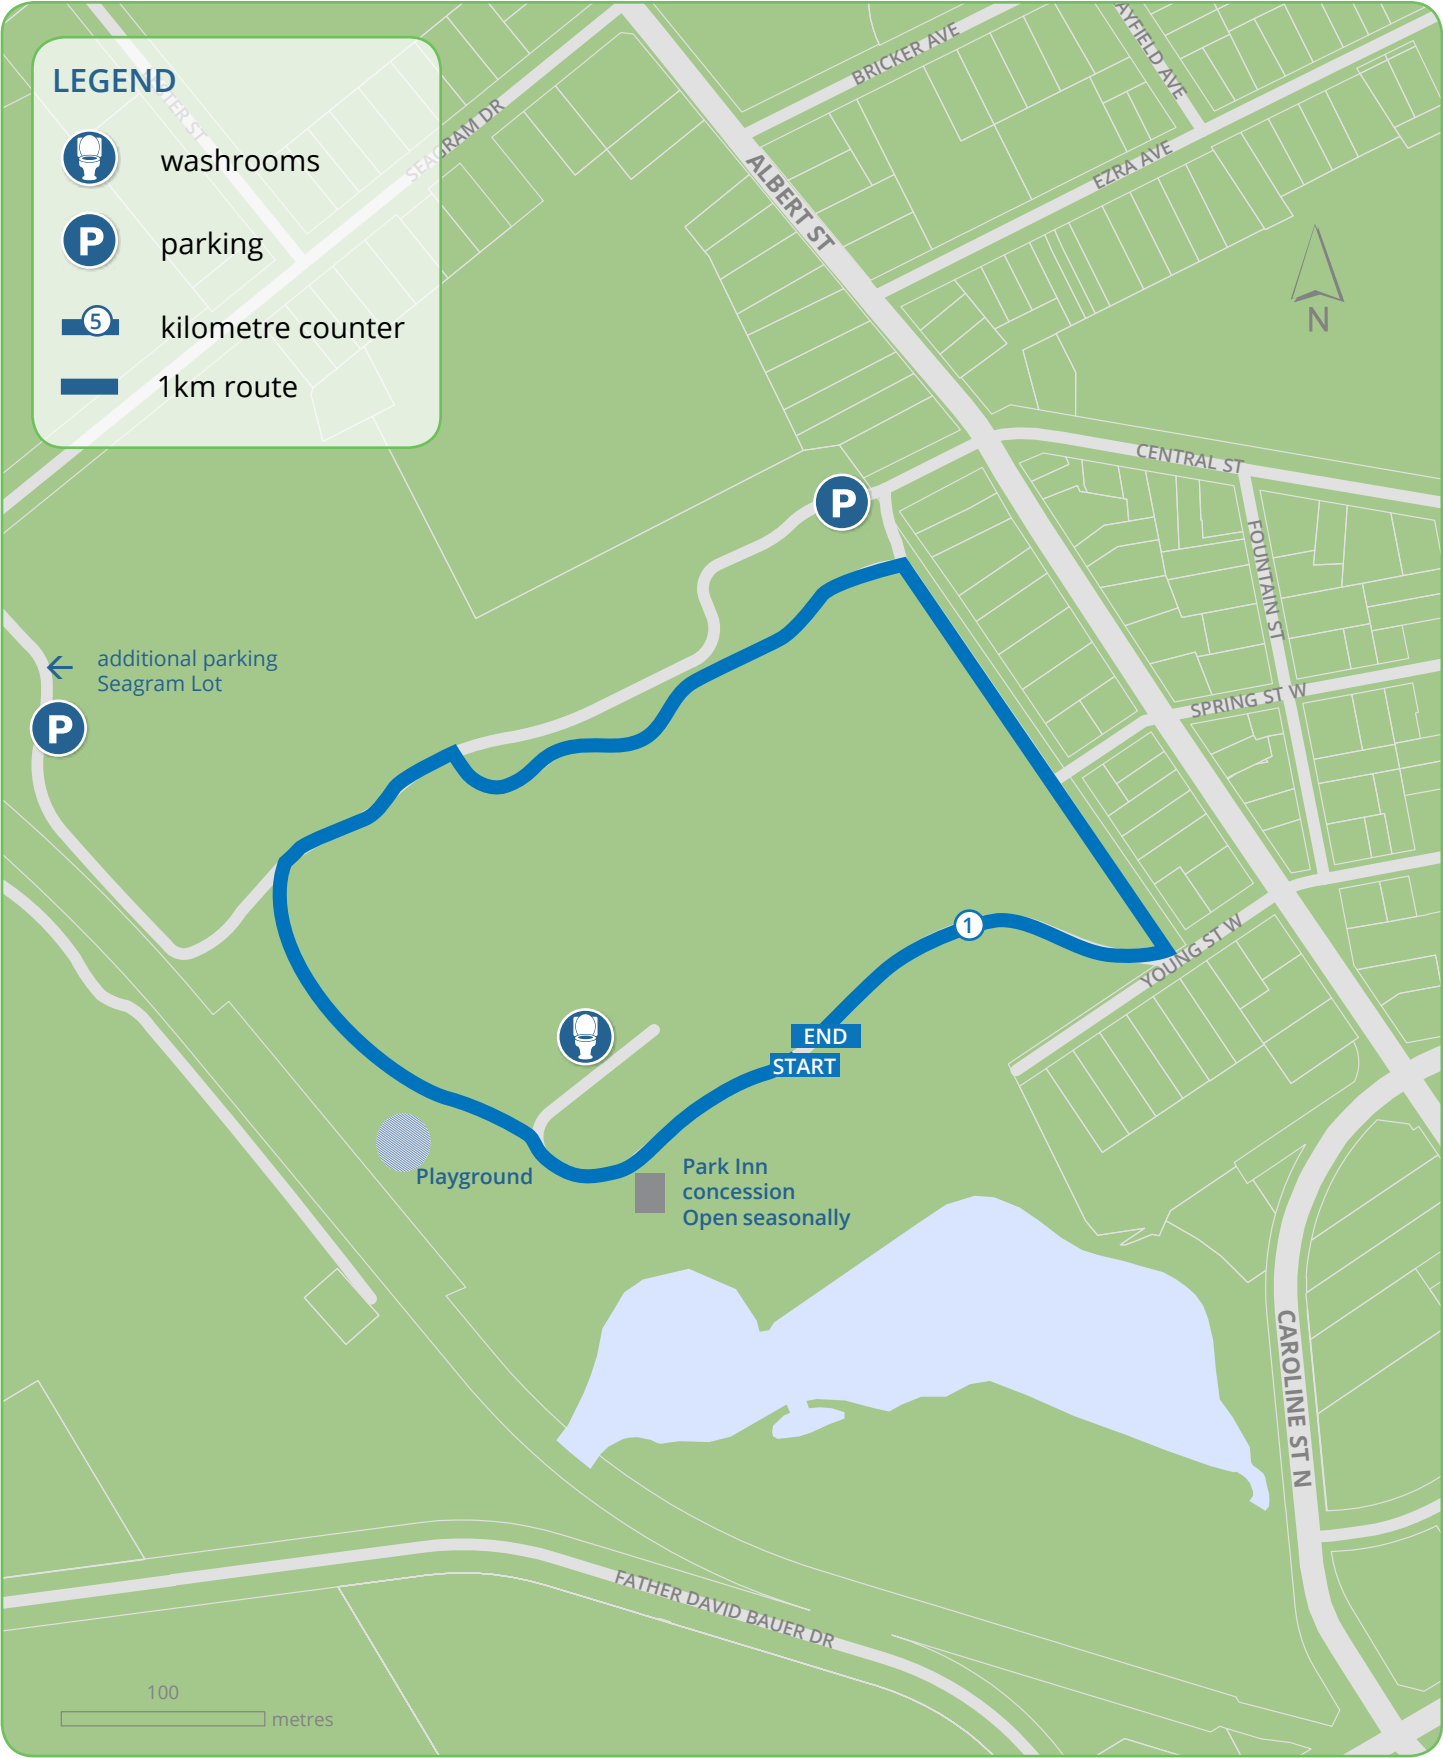 LEGEND
washrooms
P
parking
5
kilometre counter
1km route
SEAGRAM DR
BRICKER AVE
AYFIELD AVE
EZRA AVE
ALBERT ST
N
CENTRAL ST
P
FOUNTAIN ST
additional parking
Seagram Lot
SPRING ST W
P
1
YOUNG ST W
END
START
Playground
Park Inn
concession
Open seasonally
CAROLINE ST N
FATHER DAVID BAUER DR
100
metres